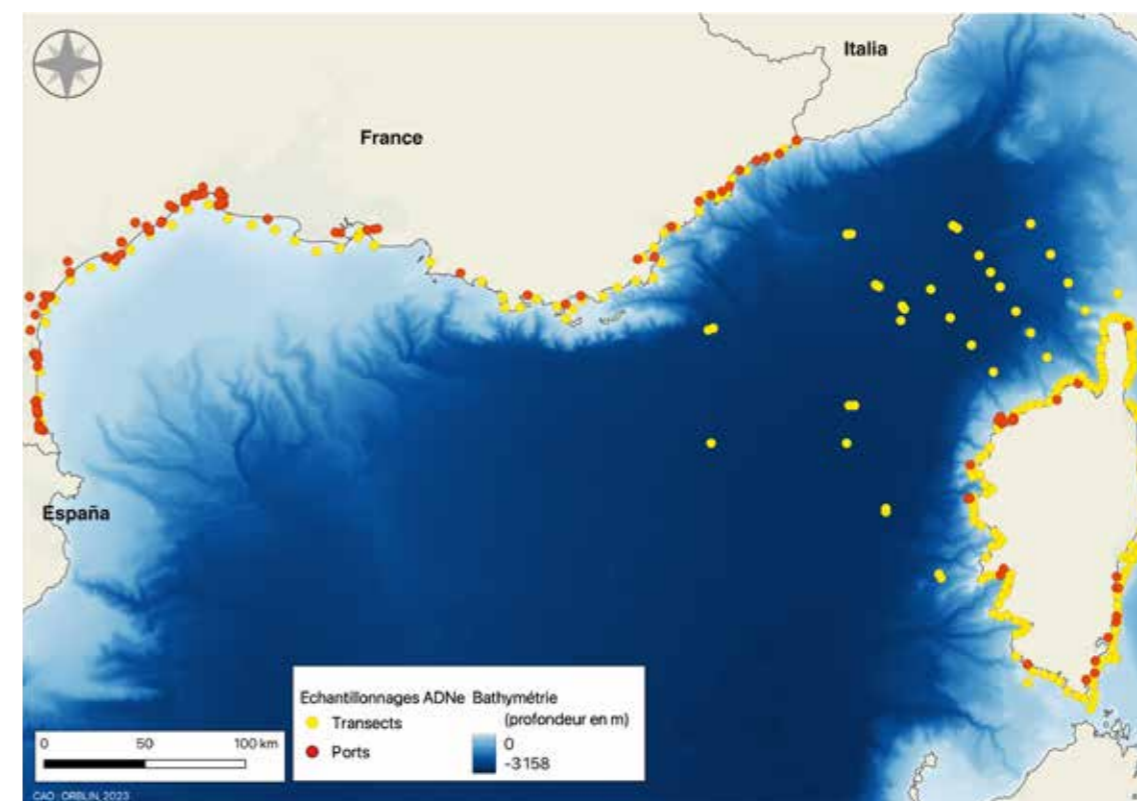 Italia
France
España
Echantillonnages ADNe
Transects
Ports
Bathymétrie
(profondeur en m)
0
-3158
0 50 100 km
CAO : ORBLIN, 2023